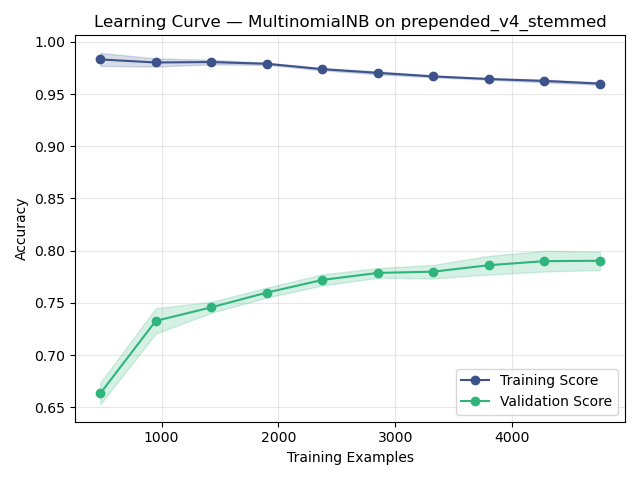 Learning Curve — MultinomialNB on prepended_v4_stemmed
1.00
0.95
0.90
0.85
0.80
0.75
0.70
0.65
Accuracy
1000
2000
3000
4000
Training Examples
Training Score
Validation Score